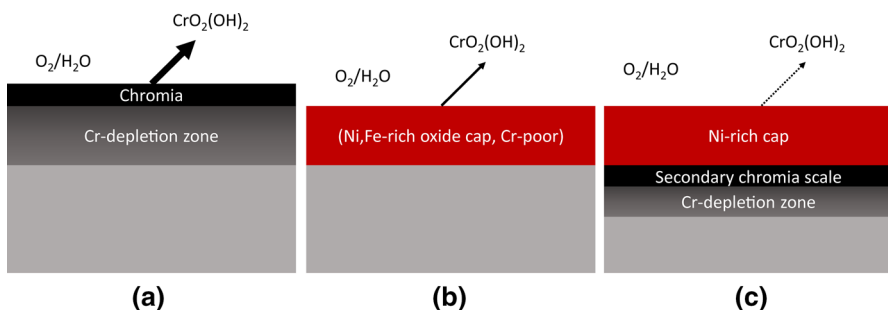 CrO₂(OH)₂
O₂/H₂O
Chromia
Cr-depletion zone
(a)
CrO₂(OH)₂
O₂/H₂O
(Ni,Fe-rich oxide cap, Cr-poor)
(b)
CrO₂(OH)₂
O₂/H₂O
Ni-rich cap
Secondary chromia scale
Cr-depletion zone
(c)